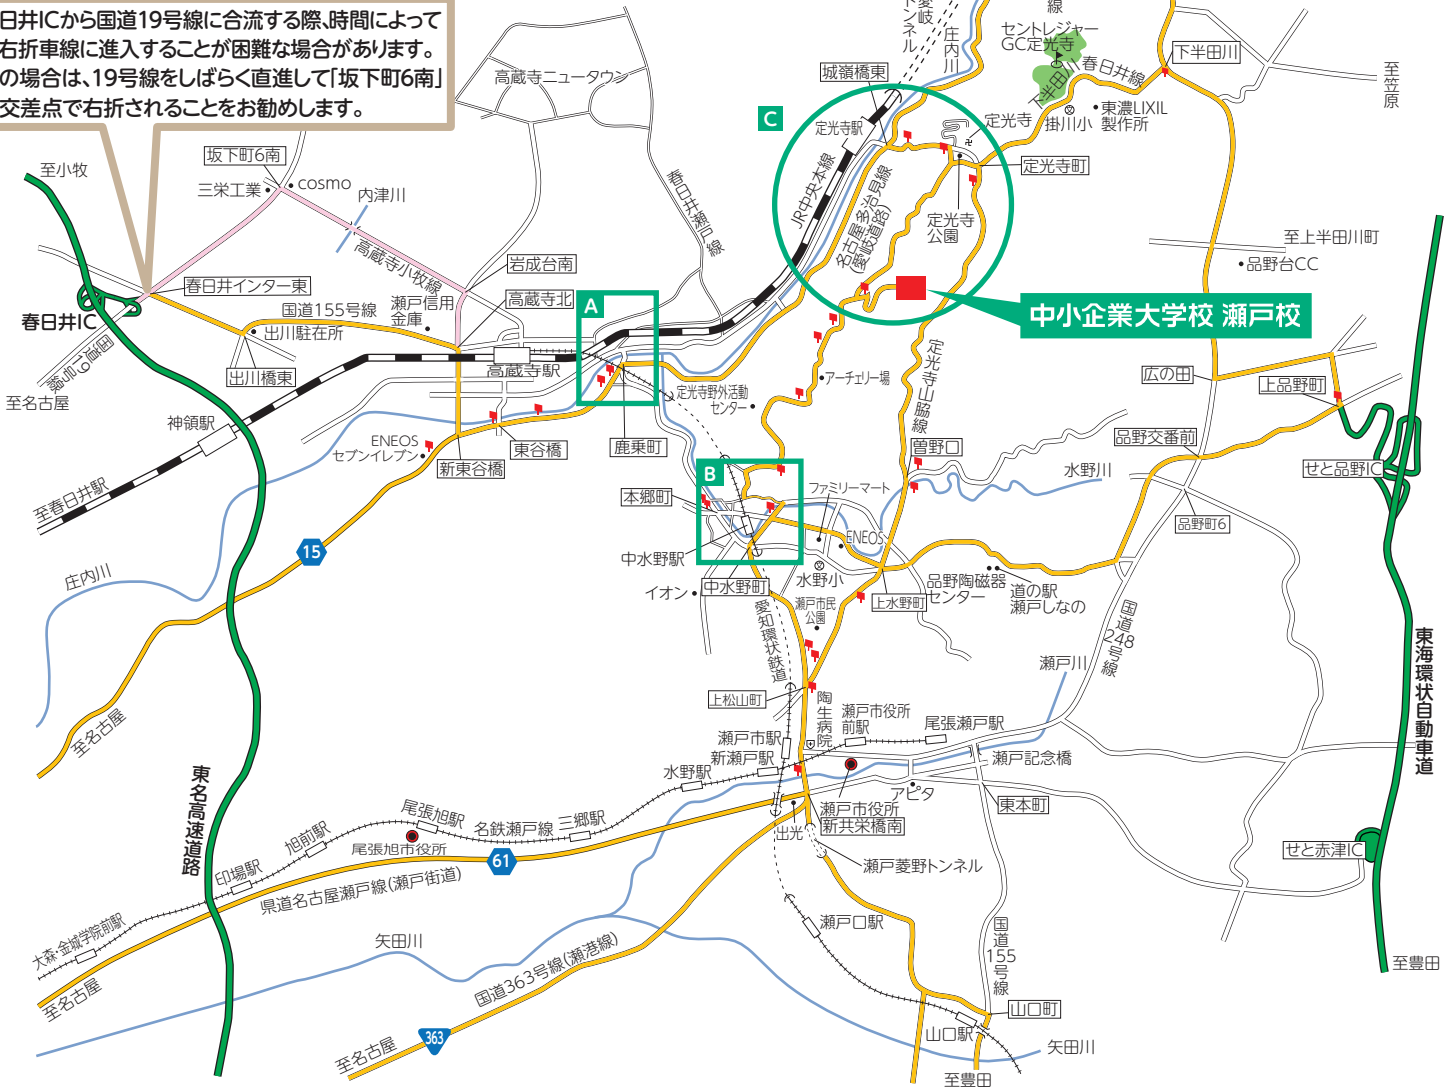 日井ICから国道19号線に合流する際、時間によって
右折車線に進入することが困難な場合があります。
の場合は、19号線をしばらく直進して「坂下町6南」
交差点で右折されることをお勧めします。
至小牧
坂下町6南
三栄工業
cosmo
内津川
高蔵寺ニュータウン
春日井瀬戸線
高蔵寺小牧線
岩成台南
春日井インター東
国道155号線
瀬戸信用
金庫
高蔵寺北
春日井IC
出川駐在所
国道19号線
出川橋東
至名古屋
神領駅
高蔵寺駅
A
ENEOS
セブンイレブン
新東谷橋
東谷橋
鹿乗町
至春日井駅
庄内川
15
至名古屋
東名高速道路
愛岐
トンネル
庄内川
線
セントレジャー
GC定光寺
下半田川
春日井線
下半田川
至笠原
城嶺橋東
C
定光寺駅
定光寺
掛川小
東濃LIXIL
製作所
定光寺町
JR中央本線
名古屋多治見線
(愛岐道路)
定光寺
公園
至上半田川町
品野台CC
中小企業大学校 瀬戸校
定光寺山脇線
アーチェリー場
定光寺野外活動
センター
広の田
上品野町
品野交番前
せと品野IC
曽野口
水野川
品野町6
B
本郷町
ファミリーマート
ENEOS
中水野駅
水野小
イオン
中水野町
瀬戸市民
公園
上水野町
品野陶磁器
センター
道の駅
瀬戸しなの
国道248号線
愛知環状鉄道
瀬戸川
東海環状自動車道
上松山町
陶生病院
瀬戸市役所
前駅
尾張瀬戸駅
瀬戸市駅
新瀬戸駅
瀬戸記念橋
水野駅
アピタ
東本町
瀬戸市役所
新共栄橋南
出光
せと赤津IC
尾張旭駅
名鉄瀬戸線
三郷駅
旭前駅
尾張旭市役所
61
瀬戸菱野トンネル
印場駅
県道名古屋瀬戸線(瀬戸街道)
大森・金城学院前駅
至名古屋
矢田川
瀬戸口駅
国道155号線
国道363号線(瀬港線)
至豊田
山口町
山口駅
363
至名古屋
矢田川
至豊田